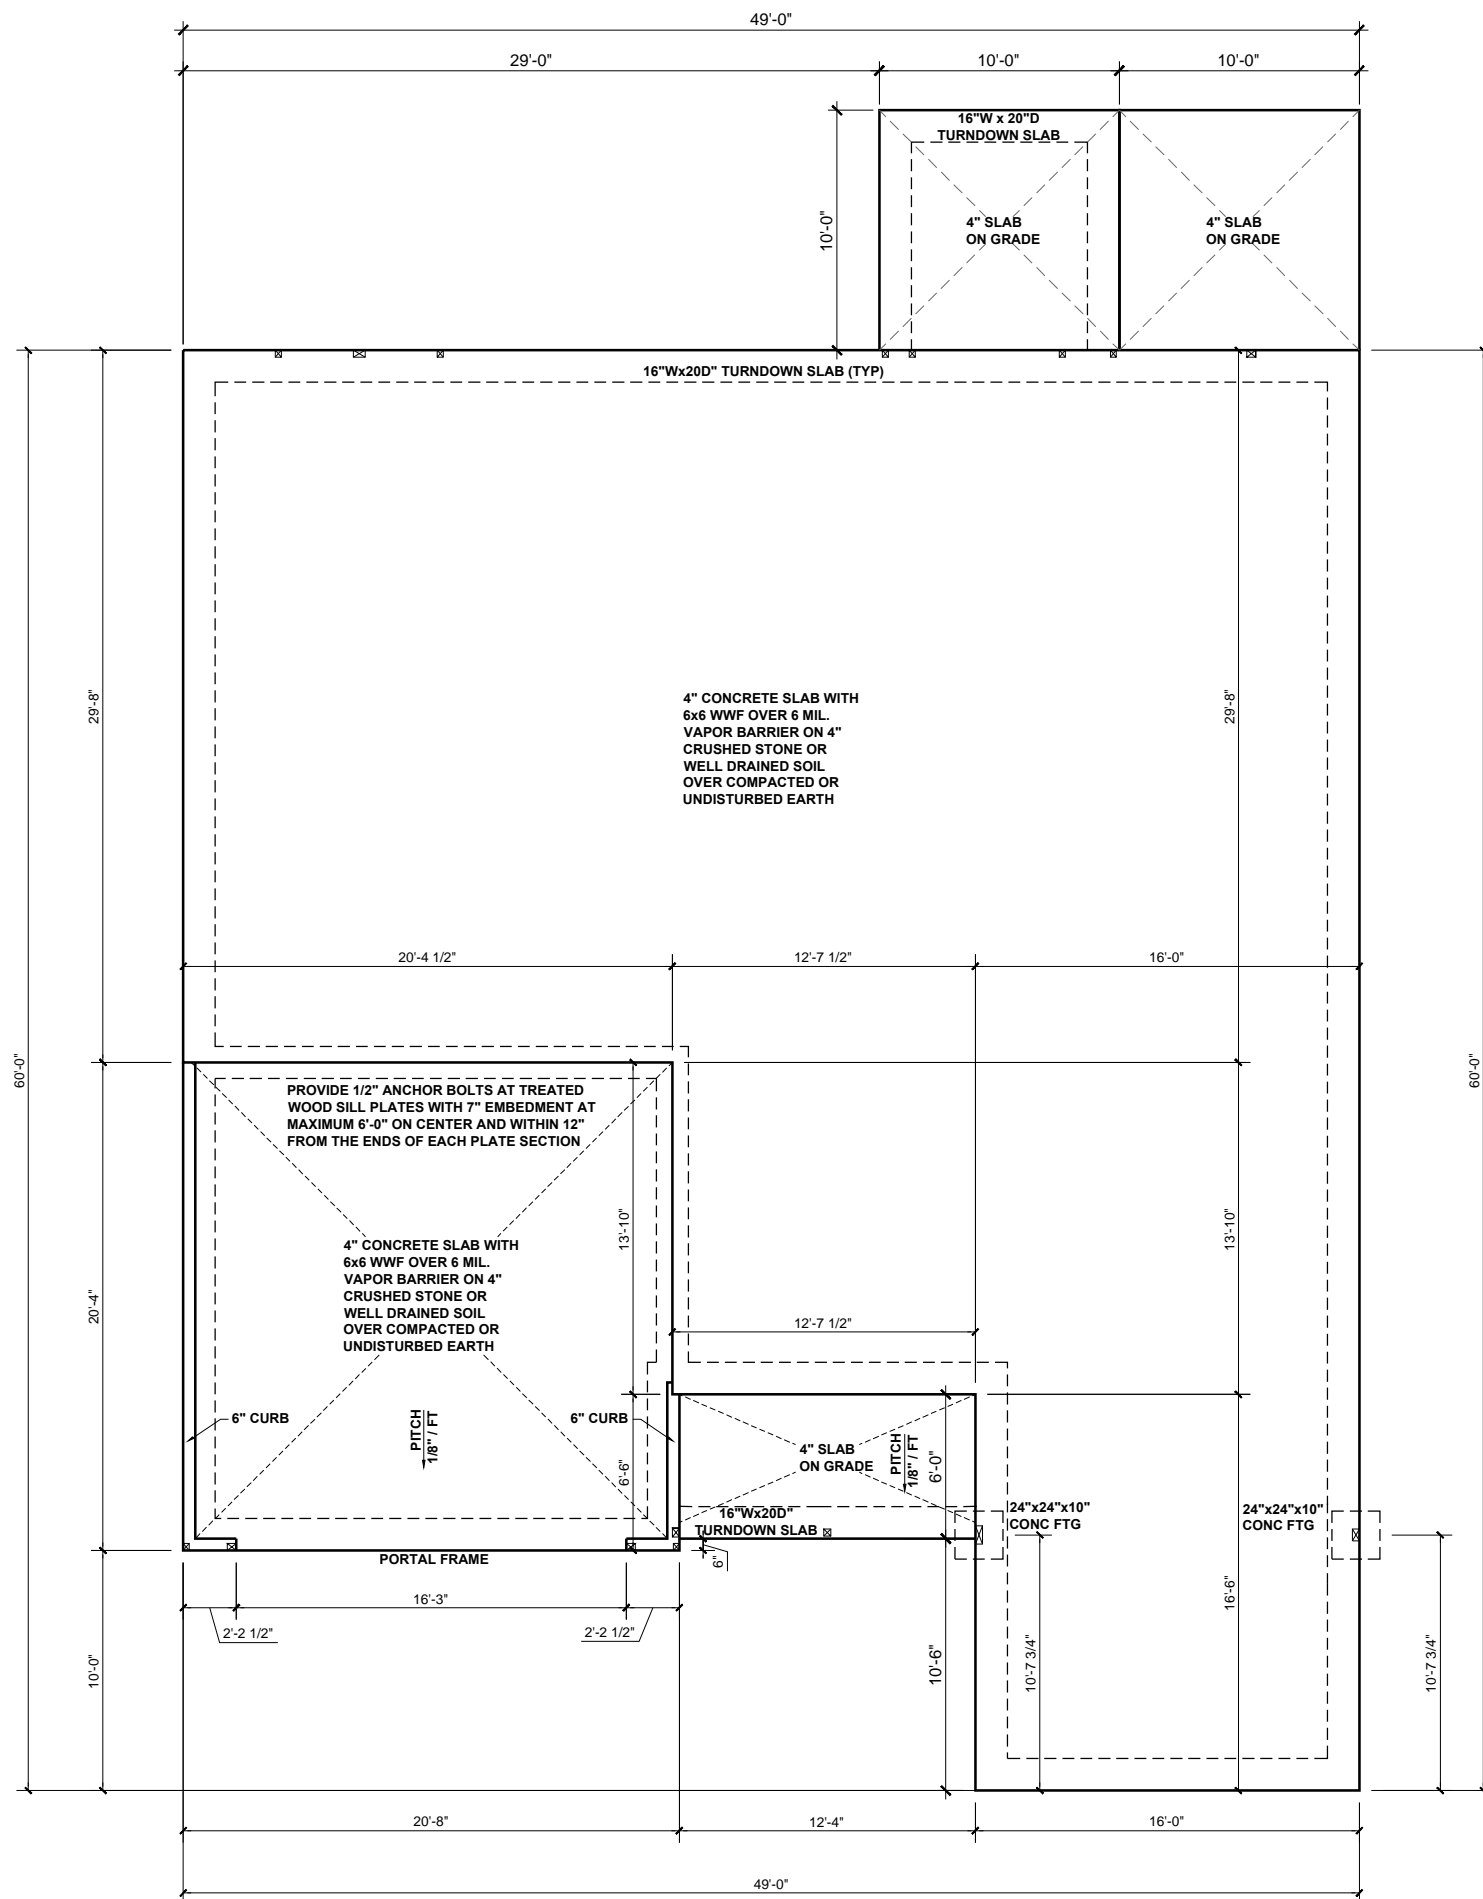 49'-0"
29'-0"
10'-0"
10'-0"
16"W x 20"D
TURNDOWN SLAB
10'-0"
4" SLAB
ON GRADE
4" SLAB
ON GRADE
16"Wx20D" TURNDOWN SLAB (TYP)
29'-8"
29'-8"
4" CONCRETE SLAB WITH
6x6 WWF OVER 6 MIL.
VAPOR BARRIER ON 4"
CRUSHED STONE OR
WELL DRAINED SOIL
OVER COMPACTED OR
UNDISTURBED EARTH
20'-4 1/2"
12'-7 1/2"
16'-0"
60'-0"
60'-0"
PROVIDE 1/2" ANCHOR BOLTS AT TREATED
WOOD SILL PLATES WITH 7" EMBEDMENT AT
MAXIMUM 6'-0" ON CENTER AND WITHIN 12"
FROM THE ENDS OF EACH PLATE SECTION
13'-10"
13'-10"
20'-4"
4" CONCRETE SLAB WITH
6x6 WWF OVER 6 MIL.
VAPOR BARRIER ON 4"
CRUSHED STONE OR
WELL DRAINED SOIL
OVER COMPACTED OR
UNDISTURBED EARTH
12'-7 1/2"
6" CURB
PITCH
1/8" / FT
6" CURB
6'-6"
4" SLAB
ON GRADE
PITCH
1/8" / FT
6'-0"
16"Wx20D"
TURNDOWN SLAB
24"x24"x10"
CONC FTG
24"x24"x10"
CONC FTG
PORTAL FRAME
6"
16'-3"
2'-2 1/2"
2'-2 1/2"
16'-6"
10'-0"
10'-6"
10'-7 3/4"
10'-7 3/4"
20'-8"
12'-4"
16'-0"
49'-0"